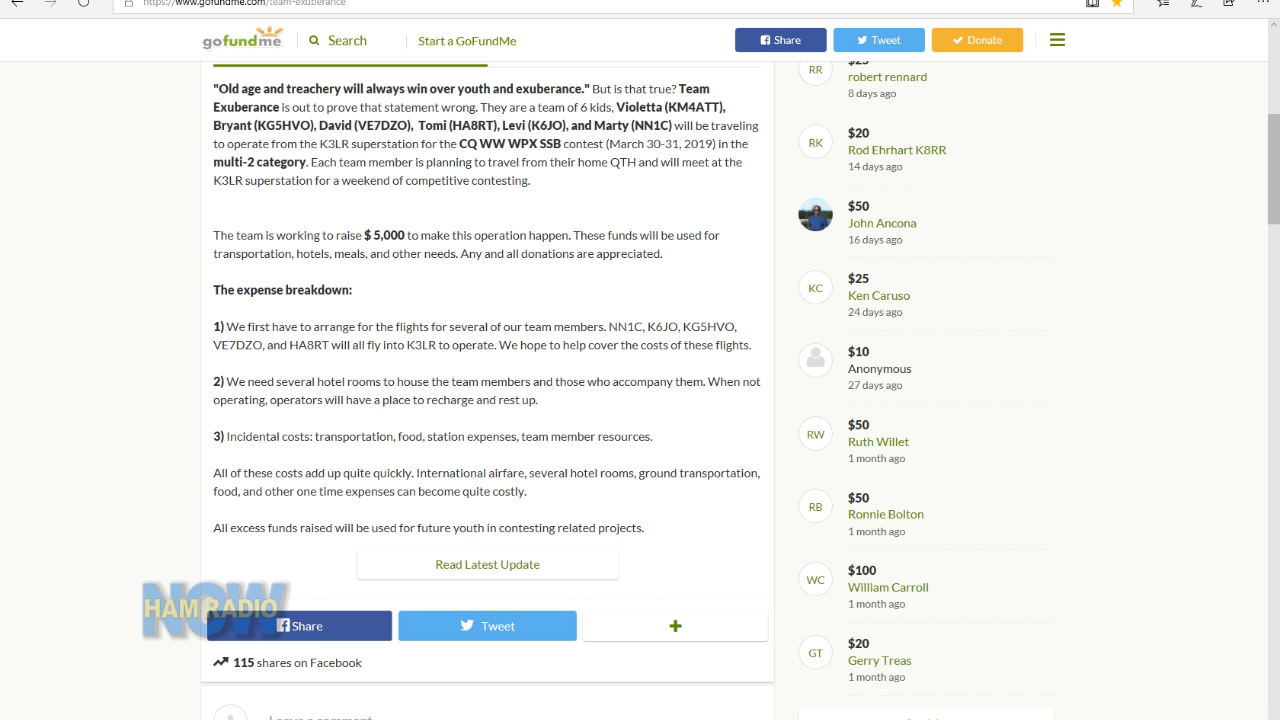 https://www.gofundme.com/team-exuberance
gofundme
Search
Start a GoFundMe
Share
Tweet
Donate
"Old age and treachery will always win over youth and exuberance." But is that true? Team
Exuberance is out to prove that statement wrong. They are a team of 6 kids, Violetta (KM4ATT),
Bryant (KG5HVO), David (VE7DZO), Tomi (HA8RT), Levi (K6JO), and Marty (NN1C) will be traveling
to operate from the K3LR superstation for the CQ WW WPX SSB contest (March 30-31, 2019) in the
multi-2 category. Each team member is planning to travel from their home QTH and will meet at the
K3LR superstation for a weekend of competitive contesting.
The team is working to raise $ 5,000 to make this operation happen. These funds will be used for
transportation, hotels, meals, and other needs. Any and all donations are appreciated.
The expense breakdown:
1) We first have to arrange for the flights for several of our team members. NN1C, K6JO, KG5HVO,
VE7DZO, and HA8RT will all fly into K3LR to operate. We hope to help cover the costs of these flights.
2) We need several hotel rooms to house the team members and those who accompany them. When not
operating, operators will have a place to recharge and rest up.
3) Incidental costs: transportation, food, station expenses, team member resources.
All of these costs add up quite quickly. International airfare, several hotel rooms, ground transportation,
food, and other one time expenses can become quite costly.
All excess funds raised will be used for future youth in contesting related projects.
Read Latest Update
NOW
HAM RADIO
Share
Tweet
115 shares on Facebook
Leave a comment
RR
$25
robert rennard
8 days ago
RK
$20
Rod Ehrhart K8RR
14 days ago
$50
John Ancona
16 days ago
KC
$25
Ken Caruso
24 days ago
$10
Anonymous
27 days ago
RW
$50
Ruth Willet
1 month ago
RB
$50
Ronnie Bolton
1 month ago
WC
$100
William Carroll
1 month ago
GT
$20
Gerry Treas
1 month ago